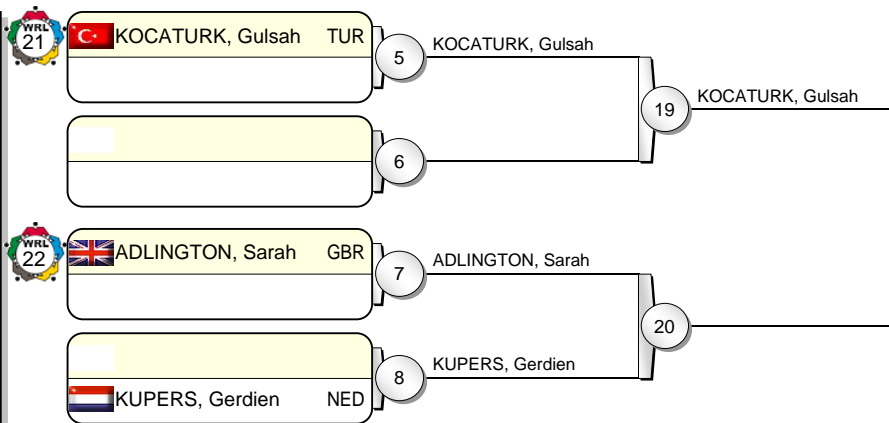 WRL
21
KOCATURK, Gulsah TUR
5
KOCATURK, Gulsah
19
KOCATURK, Gulsah
6
WRL
22
ADLINGTON, Sarah GBR
7
ADLINGTON, Sarah
20
8
KUPERS, Gerdien
KUPERS, Gerdien NED